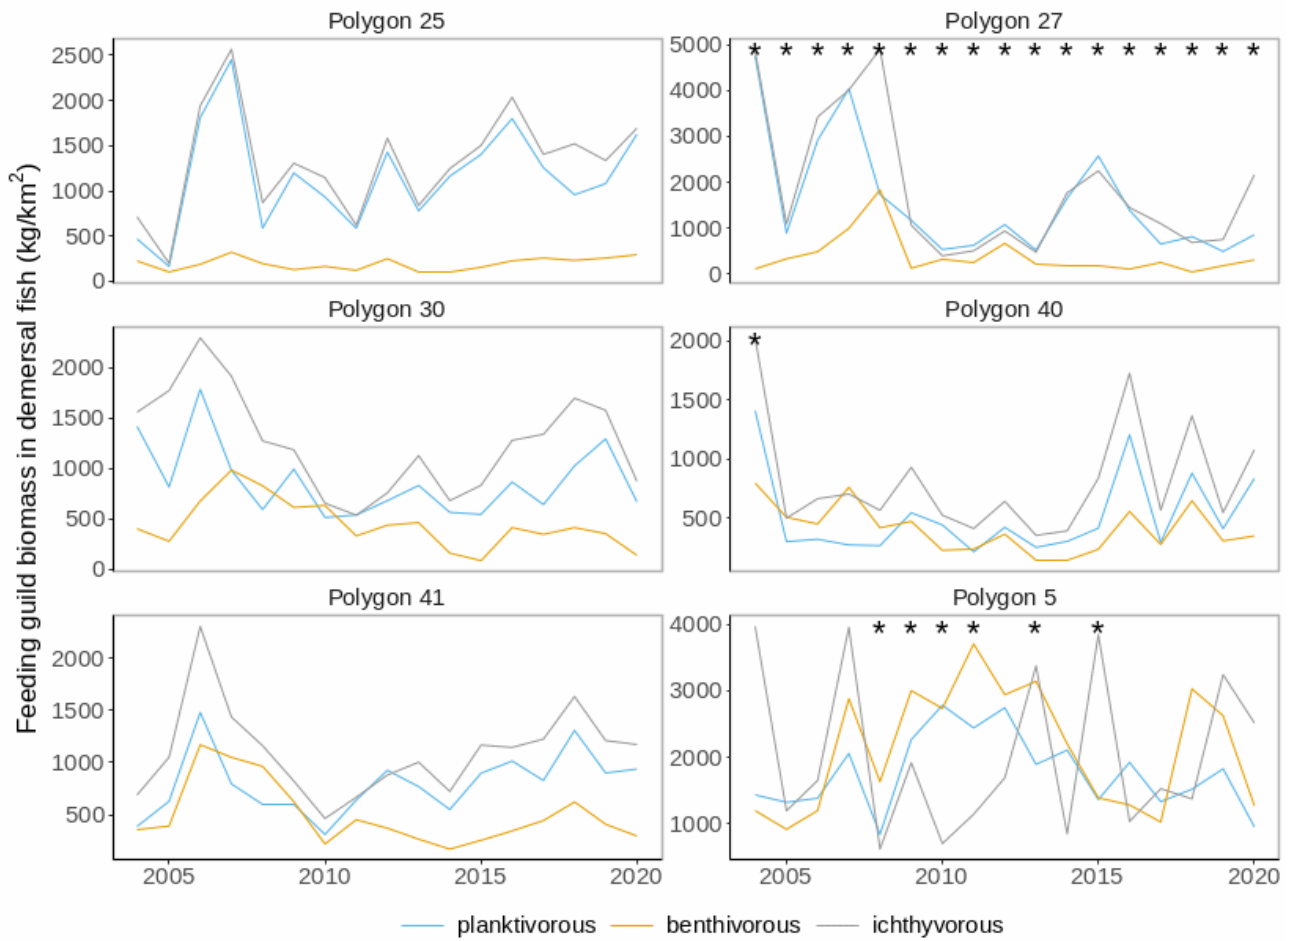 Polygon 25
Polygon 27
Feeding guild biomass in demersal fish (kg/km²)
2500
2000
1500
1000
500
0
5000
4000
3000
2000
1000
0
* * * * * * * * * * * * * * * * *
Polygon 30
Polygon 40
2000
1500
1000
500
0
2000
1500
1000
500
*
Polygon 41
Polygon 5
2000
1500
1000
500
4000
3000
2000
1000
* * * * * *
2005 2010 2015 2020
2005 2010 2015 2020
planktivorous benthivorous ichthyvorous